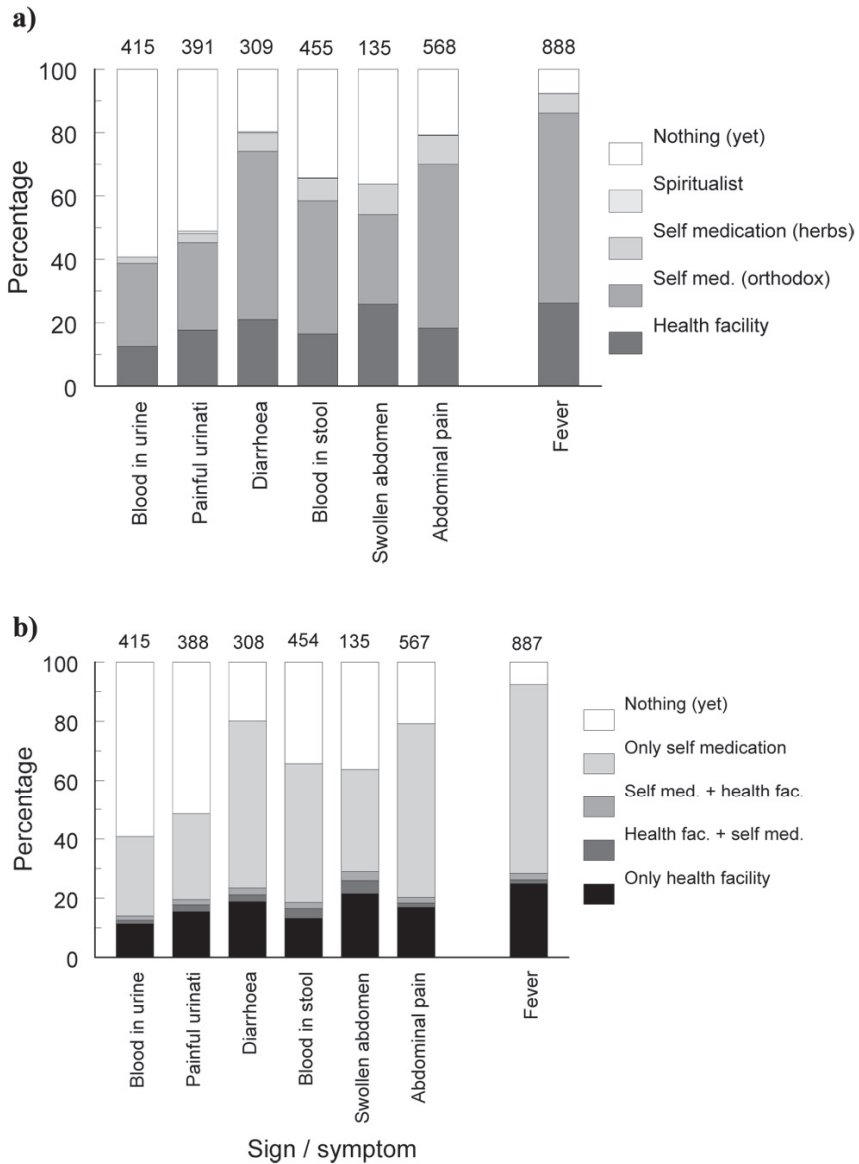 a)
415 391 309 455 135 568 888
100
80
60
40
20
0
Percentage
Nothing (yet)
Spiritualist
Self medication (herbs)
Self med. (orthodox)
Health facility
Blood in urine
Painful urinati
Diarrhoea
Blood in stool
Swollen abdomen
Abdominal pain
Fever
b)
415 388 308 454 135 567 887
100
80
60
40
20
0
Percentage
Nothing (yet)
Only self medication
Self med. + health fac.
Health fac. + self med.
Only health facility
Blood in urine
Painful urinati
Diarrhoea
Blood in stool
Swollen abdomen
Abdominal pain
Fever
Sign / symptom